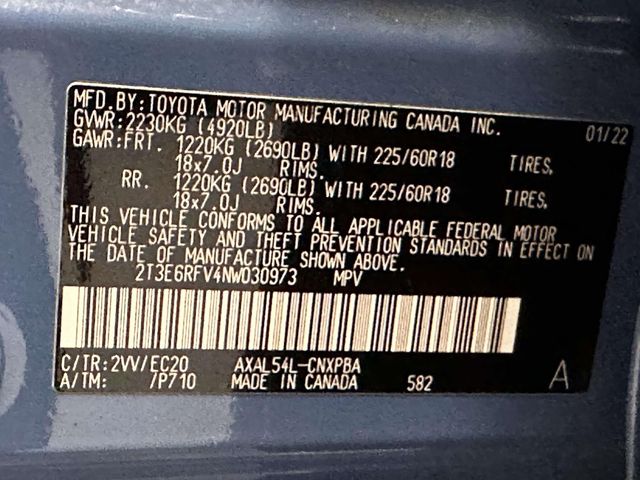 MFD. BY: TOYOTA MOTOR MANUFACTURING CANADA INC.
GVWR: 2230KG (4920LB) 01/22
GAWR: FRT. 1220KG (2690LB) WITH 225/60R18 TIRES,
18x7.0J RIMS.
RR. 1220KG (2690LB) WITH 225/60R18 TIRES,
18x7.0J RIMS.
THIS VEHICLE CONFORMS TO ALL APPLICABLE FEDERAL MOTOR
VEHICLE SAFETY AND THEFT PREVENTION STANDARDS IN EFFECT ON
THE DATE OF MANUFACTURE SHOWN ABOVE.
2T3E6RFV4NW030973 MPV
C/TR: 2VV/EC20 AXAL54L-CNXPBA
A/TM: /P710 MADE IN CANADA 582 A